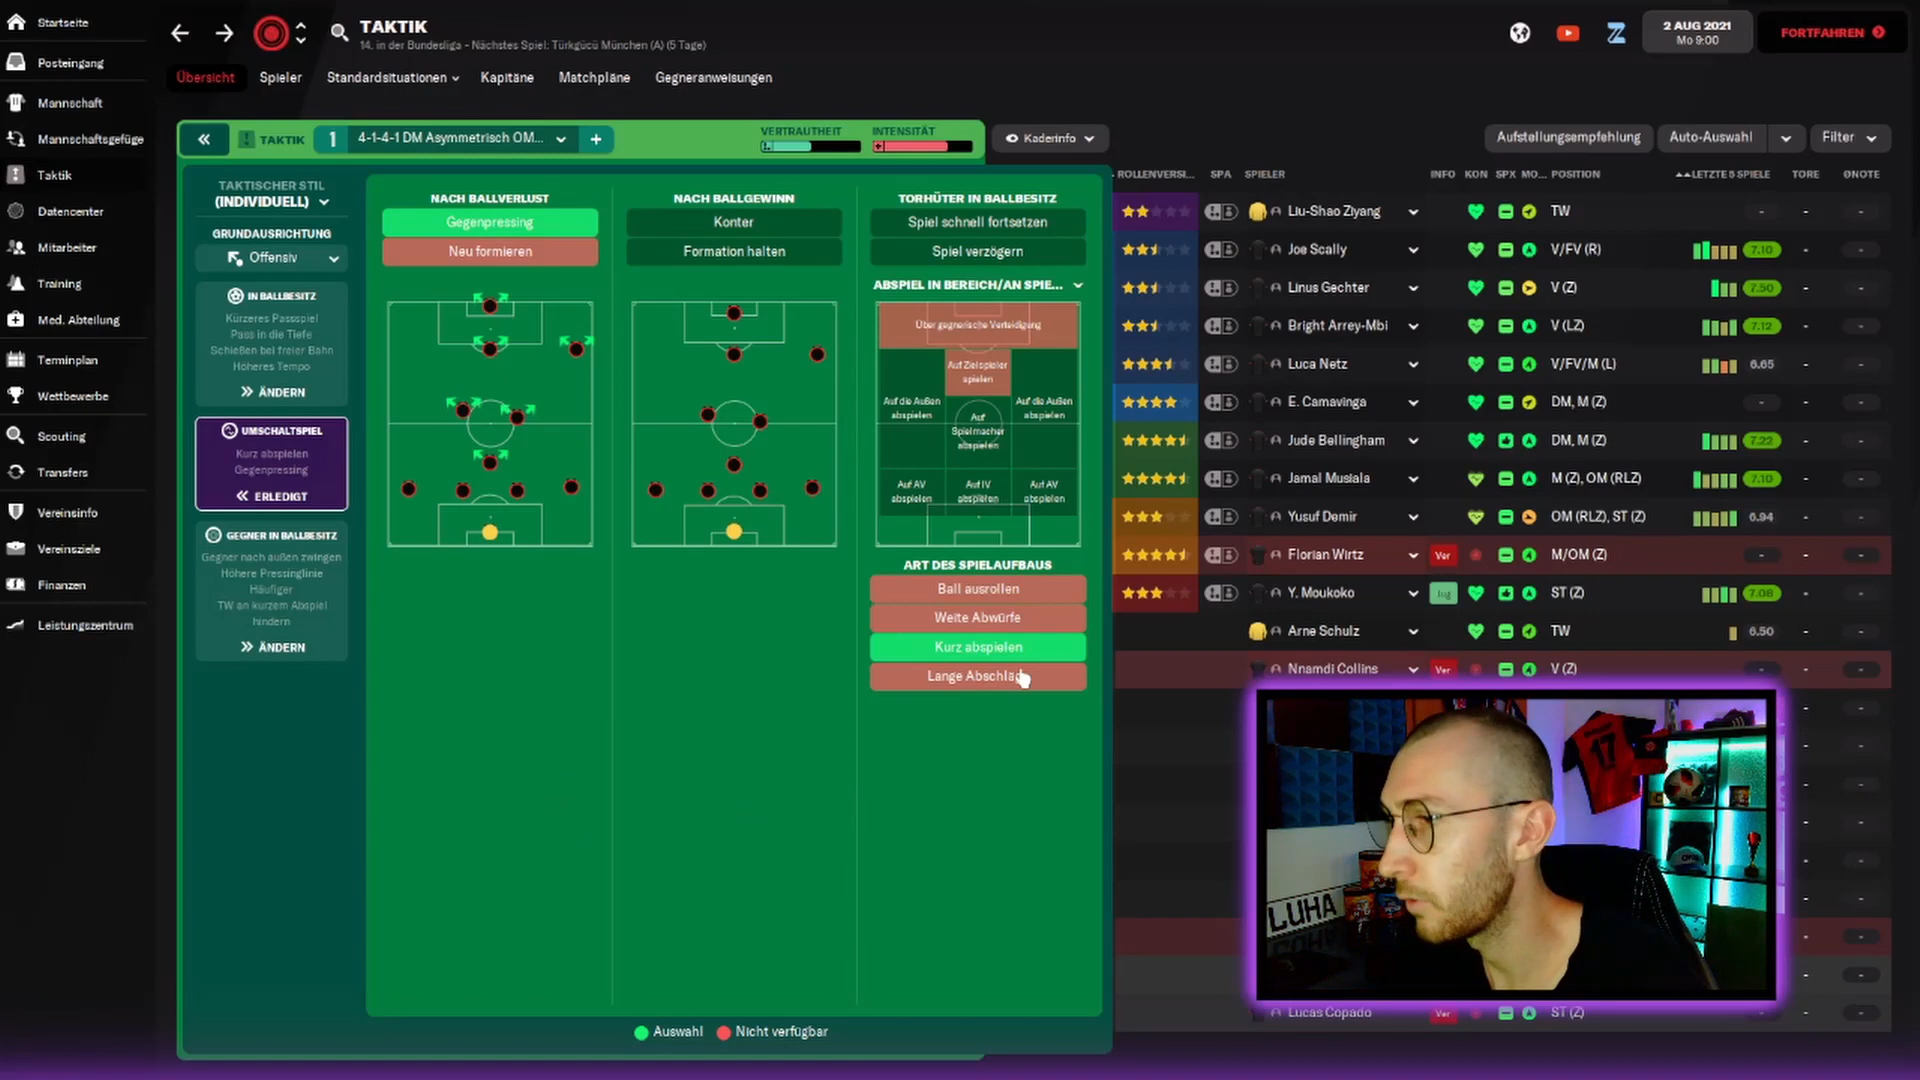 Startseite
Posteingang
Mannschaft
Mannschaftsgefüge
Taktik
Datencenter
Mitarbeiter
Training
Med. Abteilung
Terminplan
Wettbewerbe
Scouting
Transfers
Vereinsinfo
Vereinsziele
Finanzen
Leistungszentrum
TAKTIK
14. in der Bundesliga - Nächstes Spiel: Türkgücü München (A) (5 Tage)
2 AUG 2021
Mo 9:00
FORTFAHREN
Übersicht Spieler Standardsituationen Kapitäne Matchpläne Gegneranweisungen
TAKTIK 1 4-1-4-1 DM Asymmetrisch OM...
VERTRAUTHEIT INTENSITÄT
Kaderinfo
Aufstellungsempfehlung Auto-Auswahl Filter
TAKTISCHER STIL
(INDIVIDUELL)
GRUNDAUSRICHTUNG
Offensiv
IN BALLBESITZ
Kürzeres Passspiel
Pass in die Tiefe
Schießen bei freier Bahn
Höheres Tempo
ÄNDERN
UMSCHALTSPIEL
Kurz abspielen
Gegenpressing
ERLEDIGT
GEGNER IN BALLBESITZ
Gegner nach außen zwingen
Höhere Pressinglinie
Häufiger
TW an kurzem Abspiel
hindern
ÄNDERN
NACH BALLVERLUST
Gegenpressing
Neu formieren
NACH BALLGEWINN
Konter
Formation halten
TORHÜTER IN BALLBESITZ
Spiel schnell fortsetzen
Spiel verzögern
ABSPIEL IN BEREICH/AN SPIE...
Über gegnerische Verteidigung
Auf Zielspieler
spielen
Auf die Außen
abspielen
Auf
Spielmacher
abspielen
Auf die Außen
abspielen
Auf AV
abspielen
Auf IV
abspielen
Auf AV
abspielen
ART DES SPIELAUFBAUS
Ball ausrollen
Weite Abwürfe
Kurz abspielen
Lange Abschläg
Auswahl Nicht verfügbar
ROLLENVERSI... SPA SPIELER INFO KON SPX MO... POSITION LETZTE 5 SPIELE TORE ØNOTE
Liu-Shao Ziyang TW - - -
Joe Scally V/FV (R) 7.10 - -
Linus Gechter V (Z) 7.50 - -
Bright Arrey-Mbi V (LZ) 7.12 - -
Luca Netz V/FV/M (L) 6.65 - -
E. Camavinga DM, M (Z) - - -
Jude Bellingham DM, M (Z) 7.22 - -
Jamal Musiala M (Z), OM (RLZ) 7.10 - -
Yusuf Demir OM (RLZ), ST (Z) 6.94 - -
Florian Wirtz Ver M/OM (Z) - - -
Y. Moukoko Jug ST (Z) 7.08 - -
Arne Schulz TW 6.50 - -
Nnamdi Collins Ver V (Z) - - -
Lucas Copado Ver ST (Z) - -
17
LUHA